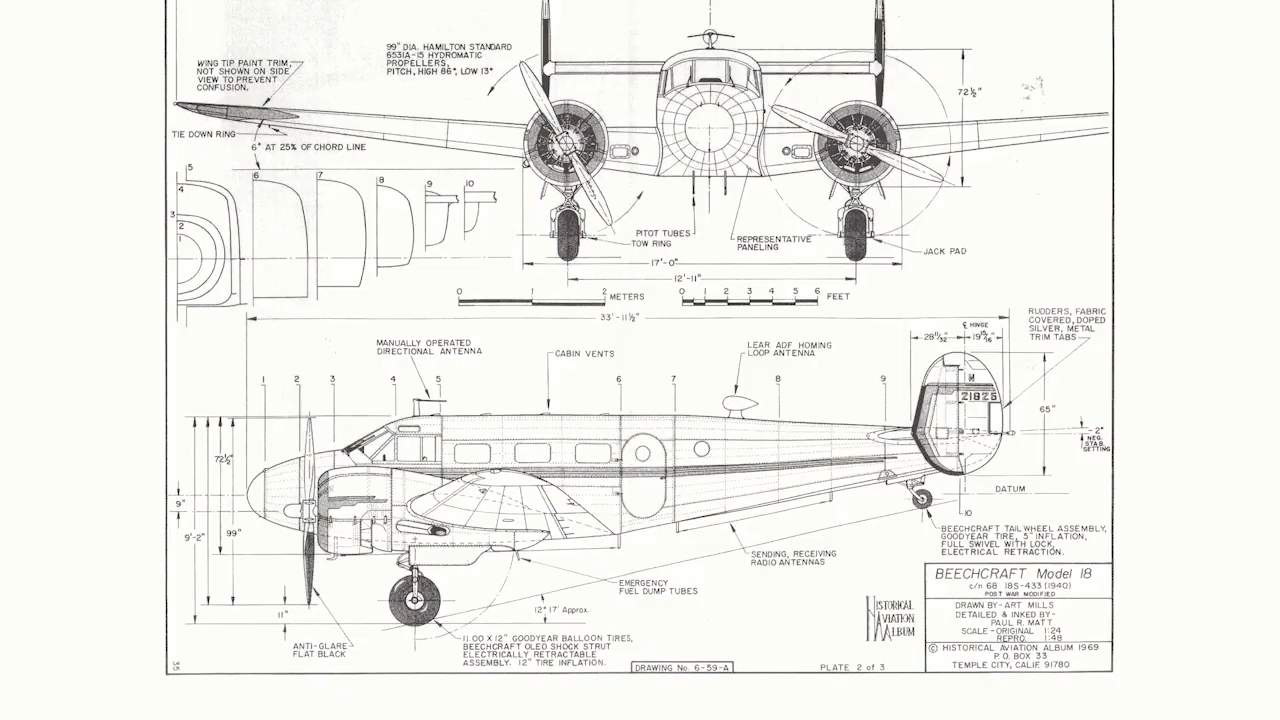 99" DIA. HAMILTON STANDARD
6531A-15 HYDROMATIC
PROPELLERS,
PITCH, HIGH 86°, LOW 13°
WING TIP PAINT TRIM,
NOT SHOWN ON SIDE
VIEW TO PREVENT
CONFUSION.
72½"
TIE DOWN RING
6° AT 25% OF CHORD LINE
5
4
3
2
1
6
7
8
9
10
PITOT TUBES
TOW RING
REPRESENTATIVE
PANELING
JACK PAD
17'-0"
12'-11"
0 1 2 METERS
0 1 2 3 4 5 6 FEET
33'-11½"
RUDDERS, FABRIC
COVERED, DOPED
SILVER, METAL
TRIM TABS
℄ HINGE
28 11/32"
19 15/16"
MANUALLY OPERATED
DIRECTIONAL ANTENNA
CABIN VENTS
LEAR ADF HOMING
LOOP ANTENNA
1 2 3 4 5 6 7 8 9
N
21625
65"
2°
NEG.
STAB.
SETTING
72½"
9"
9'-2"
99"
11"
DATUM
10
BEECHCRAFT TAIL WHEEL ASSEMBLY,
GOODYEAR TIRE, 5" INFLATION,
FULL SWIVEL WITH LOCK,
ELECTRICAL RETRACTION.
SENDING, RECEIVING
RADIO ANTENNAS
EMERGENCY
FUEL DUMP TUBES
12° 17' Approx.
ANTI-GLARE
FLAT BLACK
11.00 X 12" GOODYEAR BALLOON TIRES,
BEECHCRAFT OLEO SHOCK STRUT
ELECTRICALLY RETRACTABLE
ASSEMBLY. 12" TIRE INFLATION.
HISTORICAL
AVIATION
ALBUM
BEECHCRAFT Model 18
c/n 68 18S-433 (1940)
POST WAR MODIFIED
DRAWN BY- ART MILLS
DETAILED & INKED BY-
PAUL R. MATT
SCALE - ORIGINAL 1:24
REPRO. 1:48
© HISTORICAL AVIATION ALBUM 1969
P. O. BOX 33
TEMPLE CITY, CALIF. 91780
35
DRAWING No. 6-59-A
PLATE 2 of 3